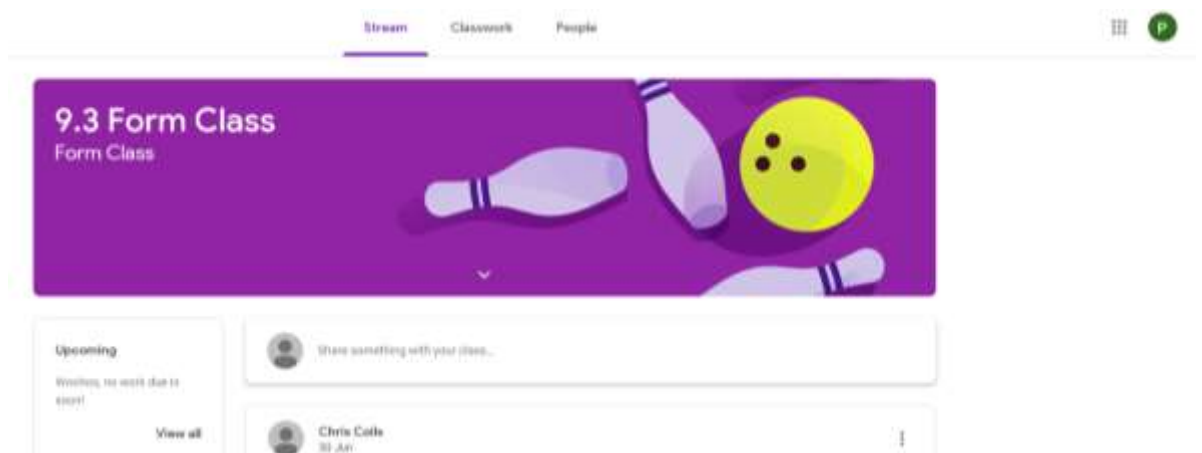 Stream Classwork People
P
9.3 Form Class
Form Class
Upcoming
Share something with your class...
Woohoo, no work due in
soon!
View all
Chris Colls
30 Jun